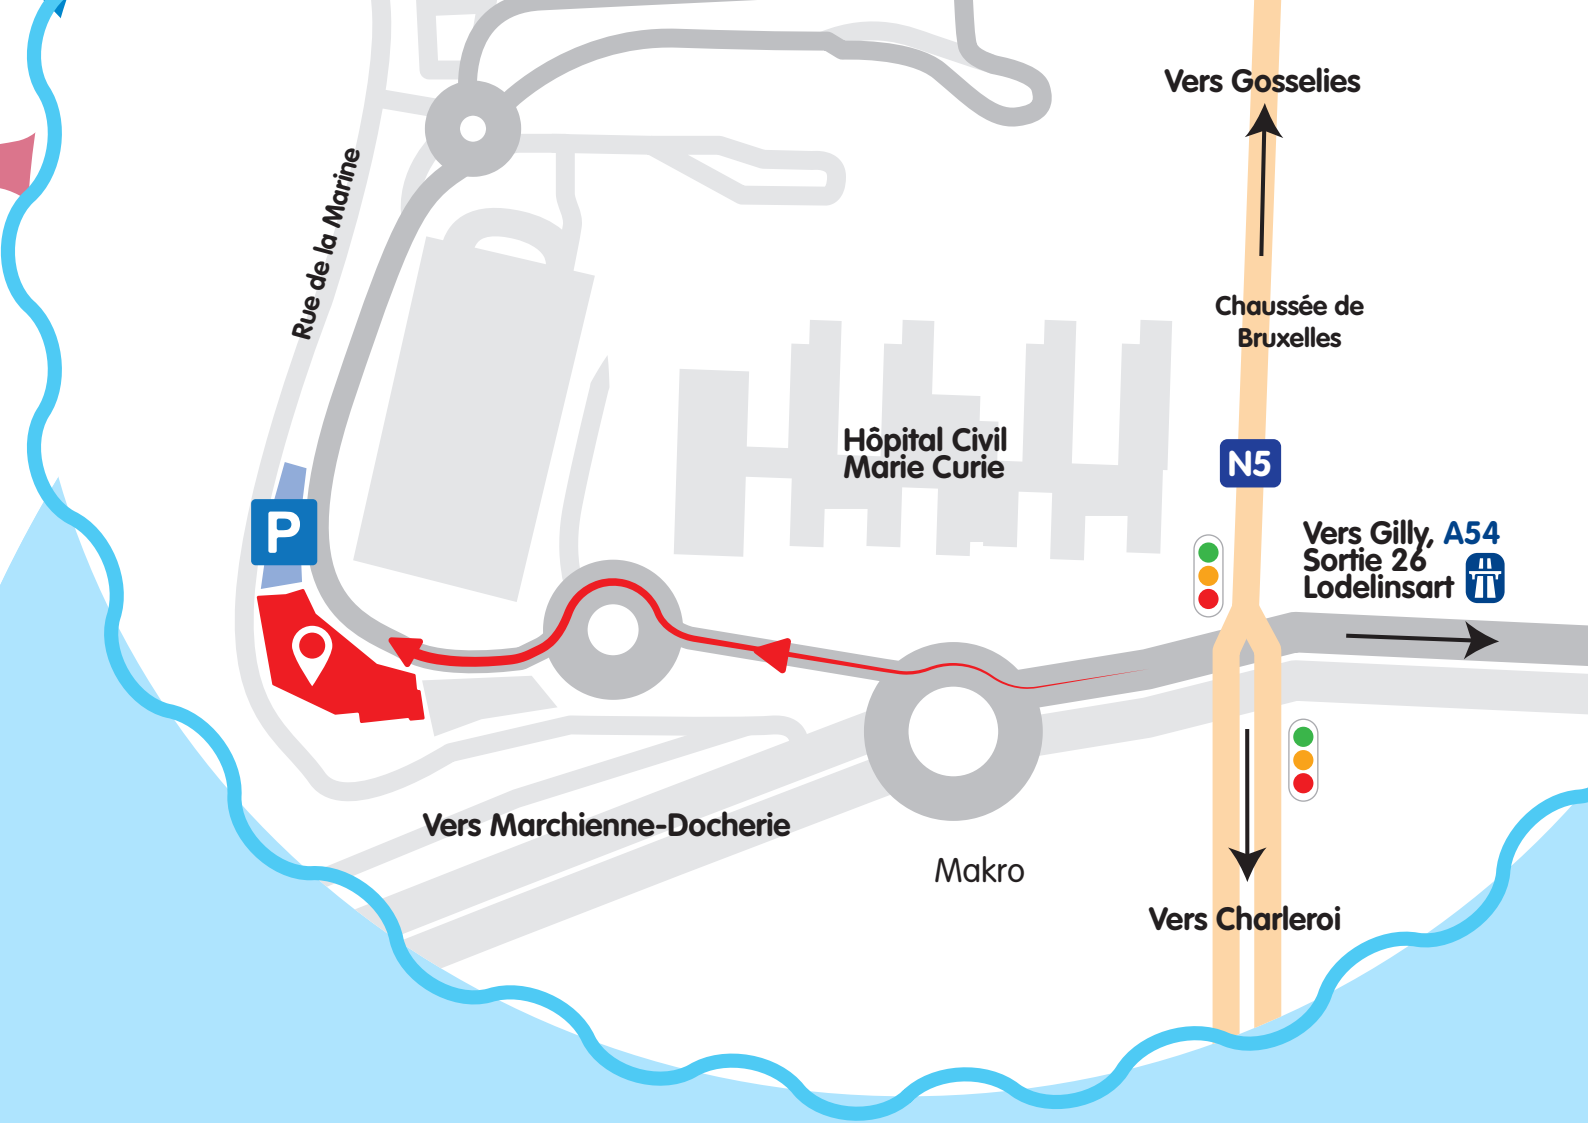 Vers Gosselies
Rue de la Marine
Chaussée de
Bruxelles
Hôpital Civil
Marie Curie
N5
P
Vers Gilly, A54
Sortie 26
Lodelinsart
Vers Marchienne-Docherie
Makro
Vers Charleroi